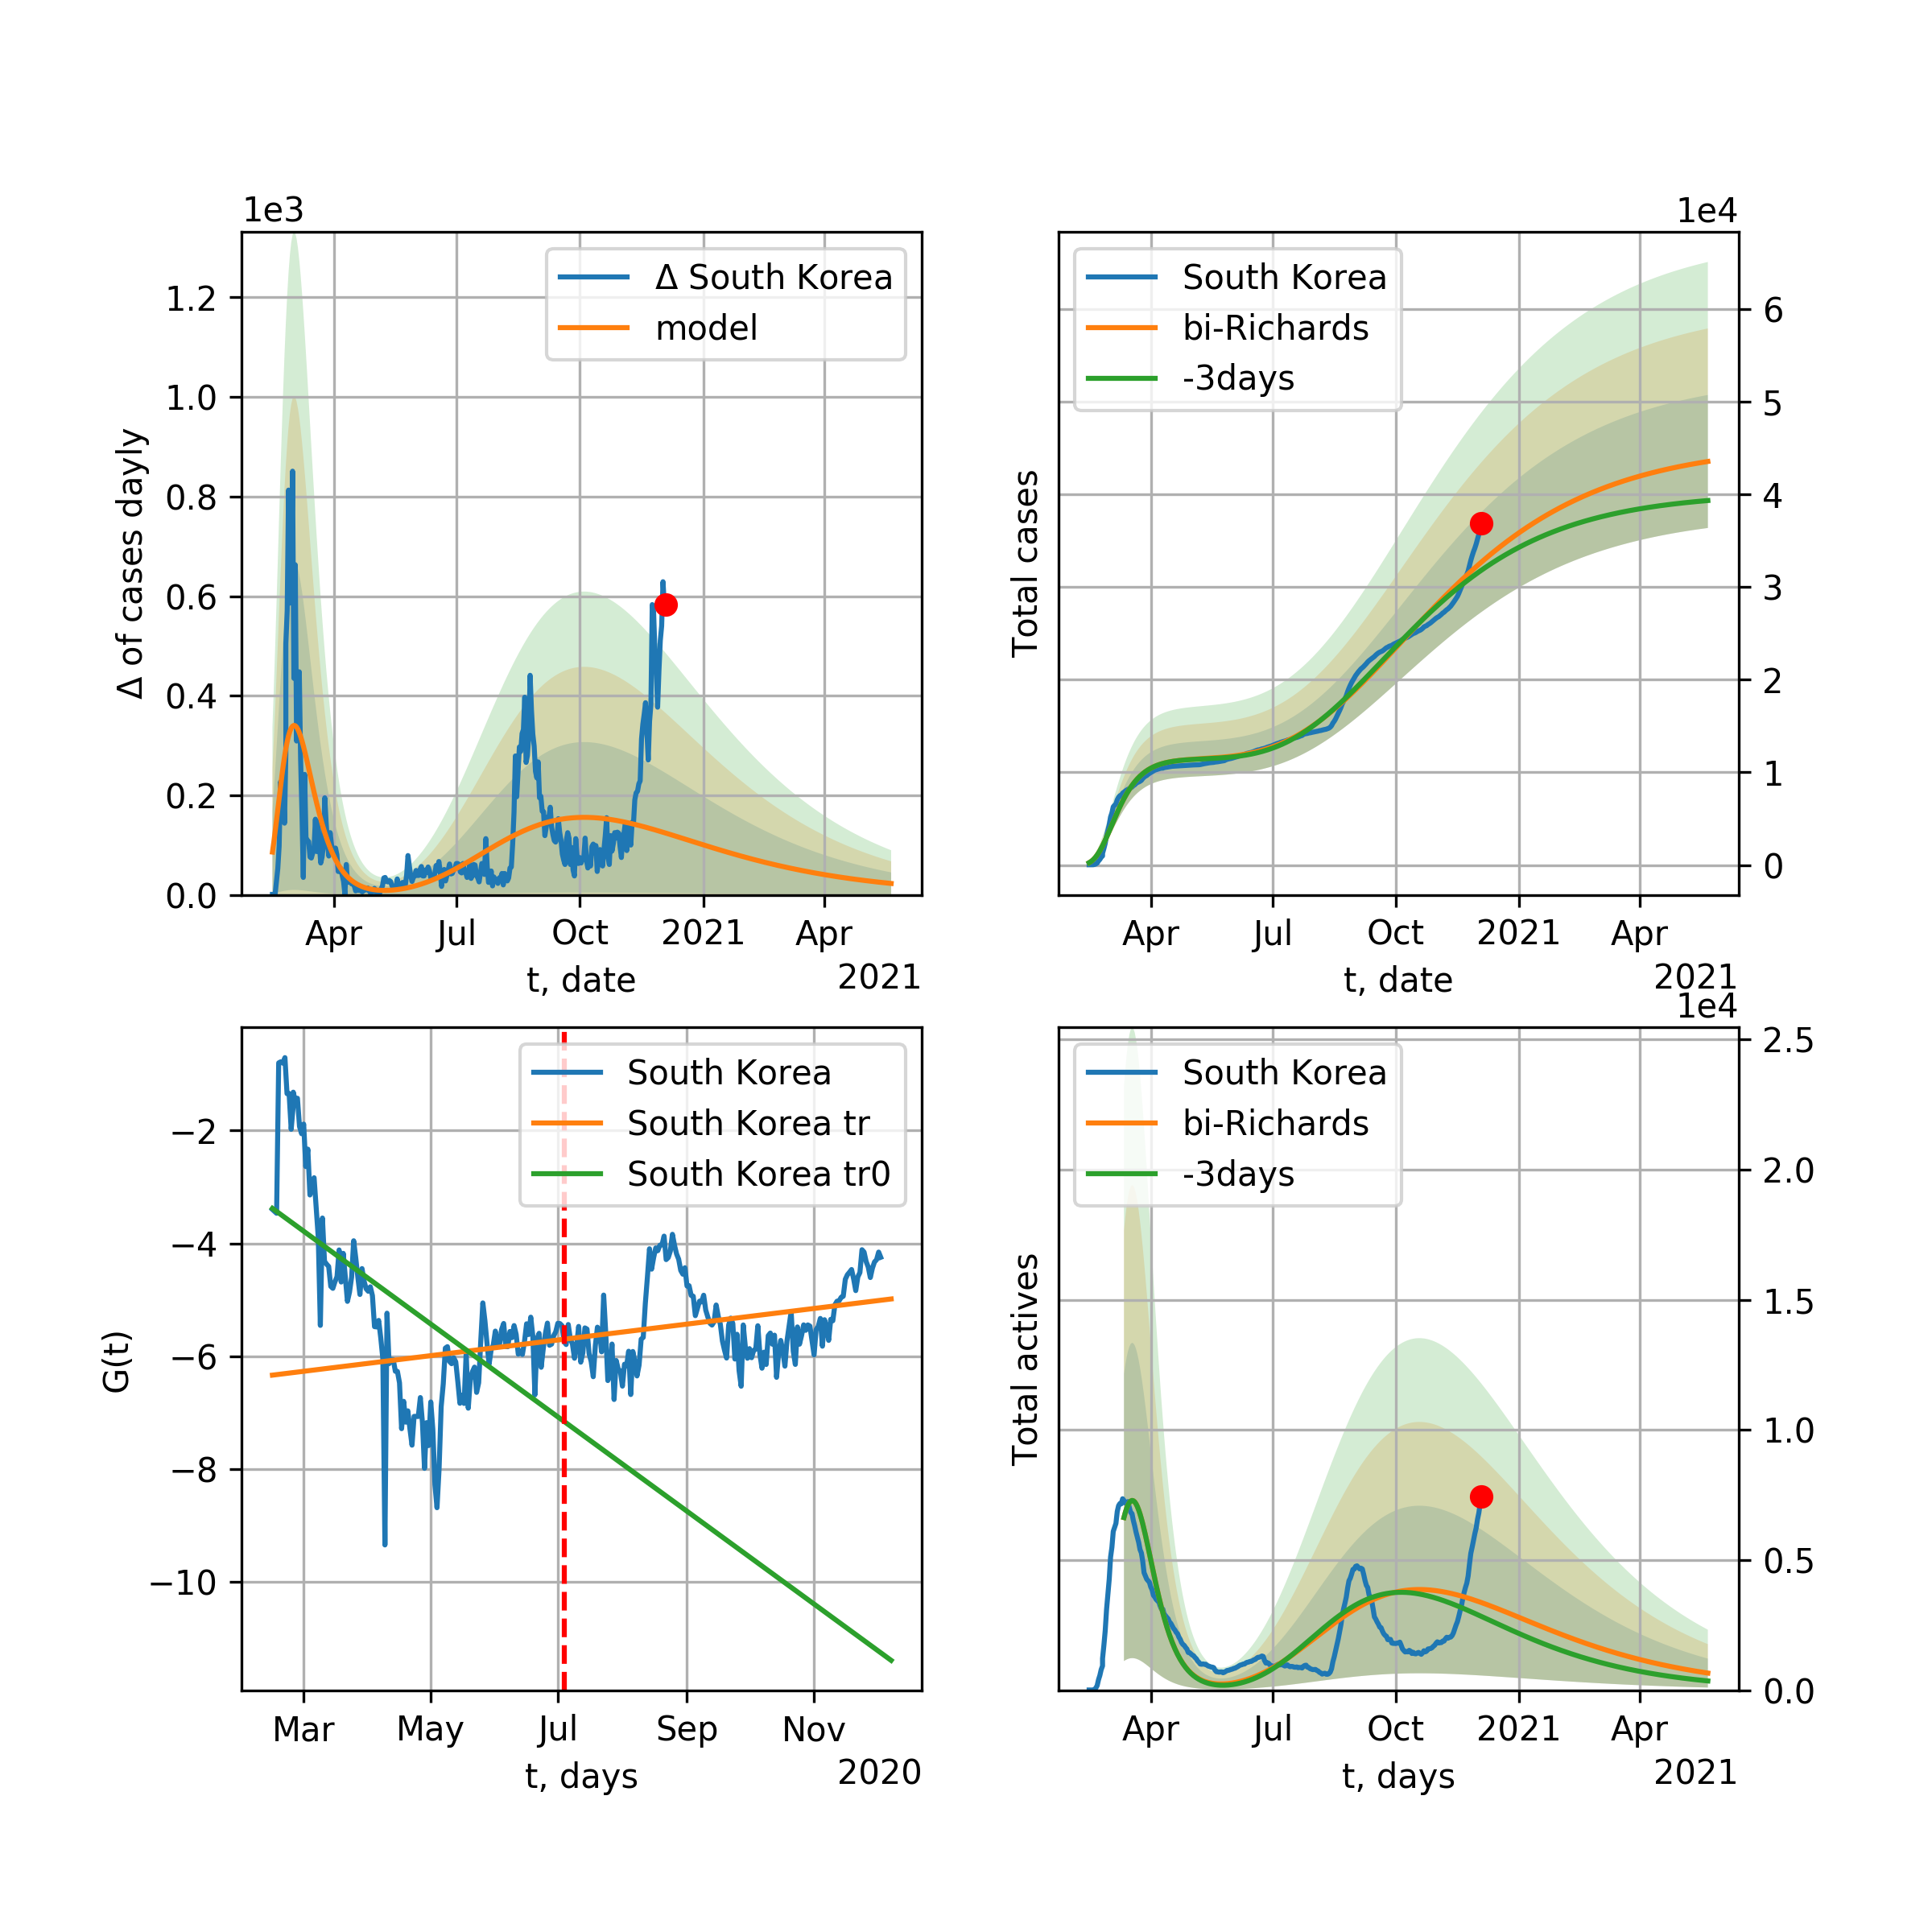 1e3
Δ South Korea
model
1.2
1.0
0.8
0.6
0.4
0.2
0.0
Δ of cases dayly
Apr Jul Oct 2021 Apr
t, date
2021
1e4
South Korea
bi-Richards
-3days
6
5
4
3
2
1
0
Total cases
Apr Jul Oct 2021 Apr
t, date
2021
South Korea
South Korea tr
South Korea tr0
−2
−4
−6
−8
−10
G(t)
Mar May Jul Sep Nov
t, days
2020
1e4
South Korea
bi-Richards
-3days
2.5
2.0
1.5
1.0
0.5
0.0
Total actives
Apr Jul Oct 2021 Apr
t, days
2021